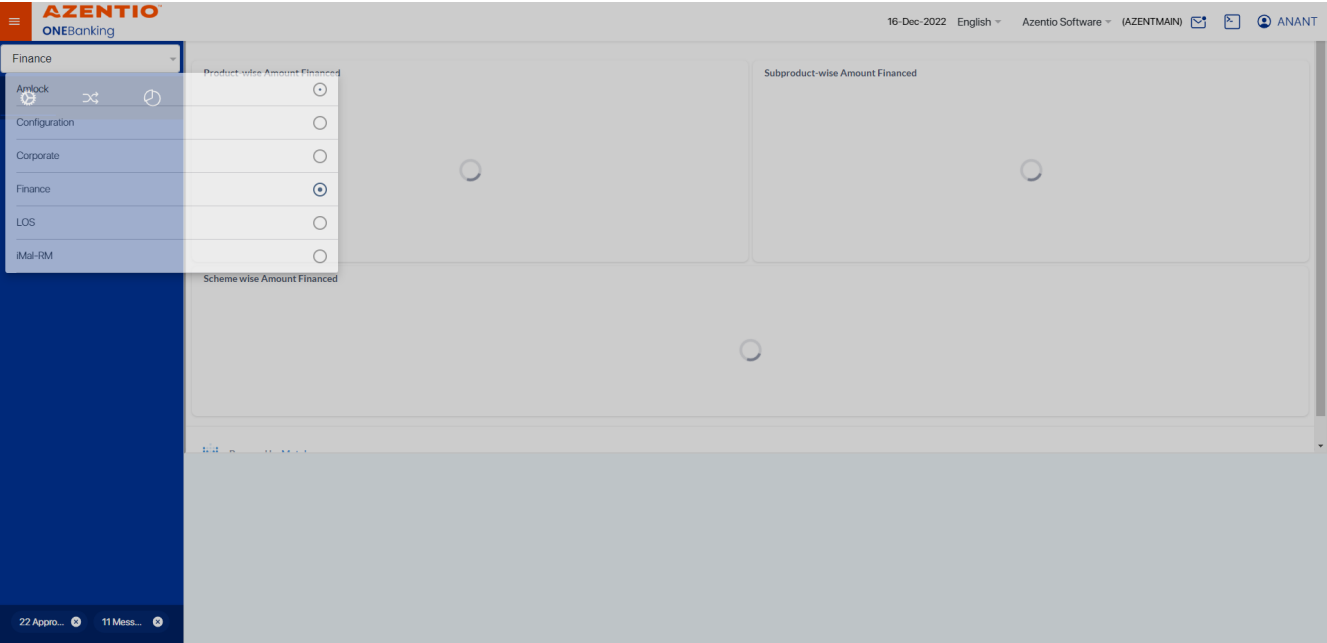 AZENTIO
ONEBanking
16-Dec-2022 English Azentio Software (AZENTMAIN) ANANT
Finance
Product-wise Amount Financed
Subproduct-wise Amount Financed
Amlock
Configuration
Corporate
Finance
LOS
iMal-RM
Scheme wise Amount Financed
22 Appro...
11 Mess...